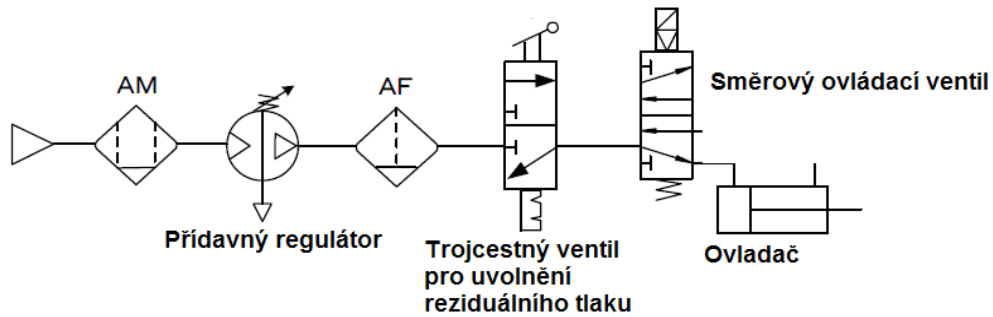 AM
Přídavný regulátor
AF
Trojcestný ventil
pro uvolnění
reziduálního tlaku
Směrový ovládací ventil
Ovladač